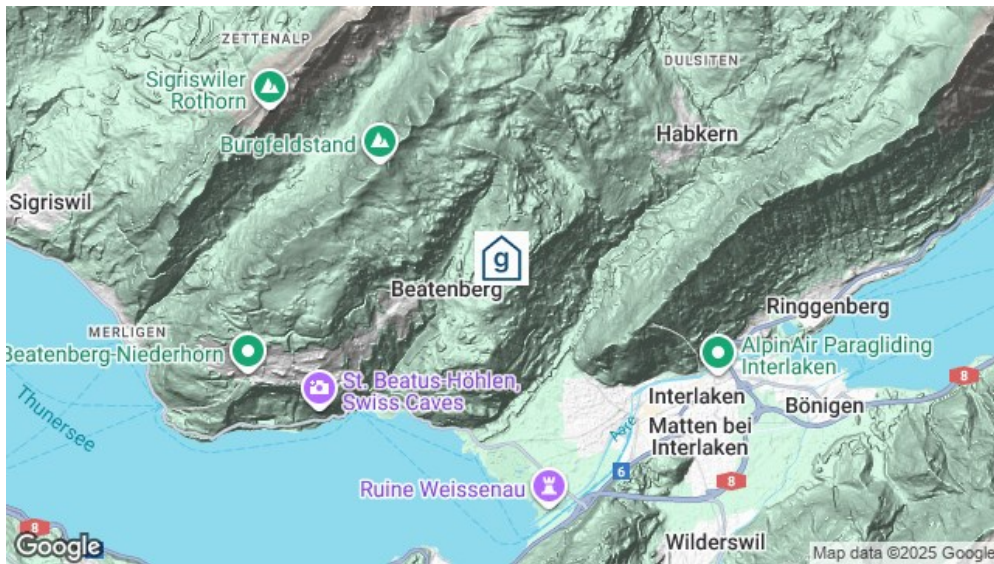 ZETTENALP
DULSITEN
Sigriswiler
Rothorn
Burgfeldstand
Habkern
Sigriswil
g
Beatenberg
Ringgenberg
MERLIGEN
Beatenberg-Niederhorn
AlpinAir Paragliding
Interlaken
St. Beatus-Höhlen,
Swiss Caves
Thunersee
Interlaken
Bönigen
8
Aare
Matten bei
Interlaken
6
8
Ruine Weissenau
8
Wilderswil
Google
Map data ©2025 Google